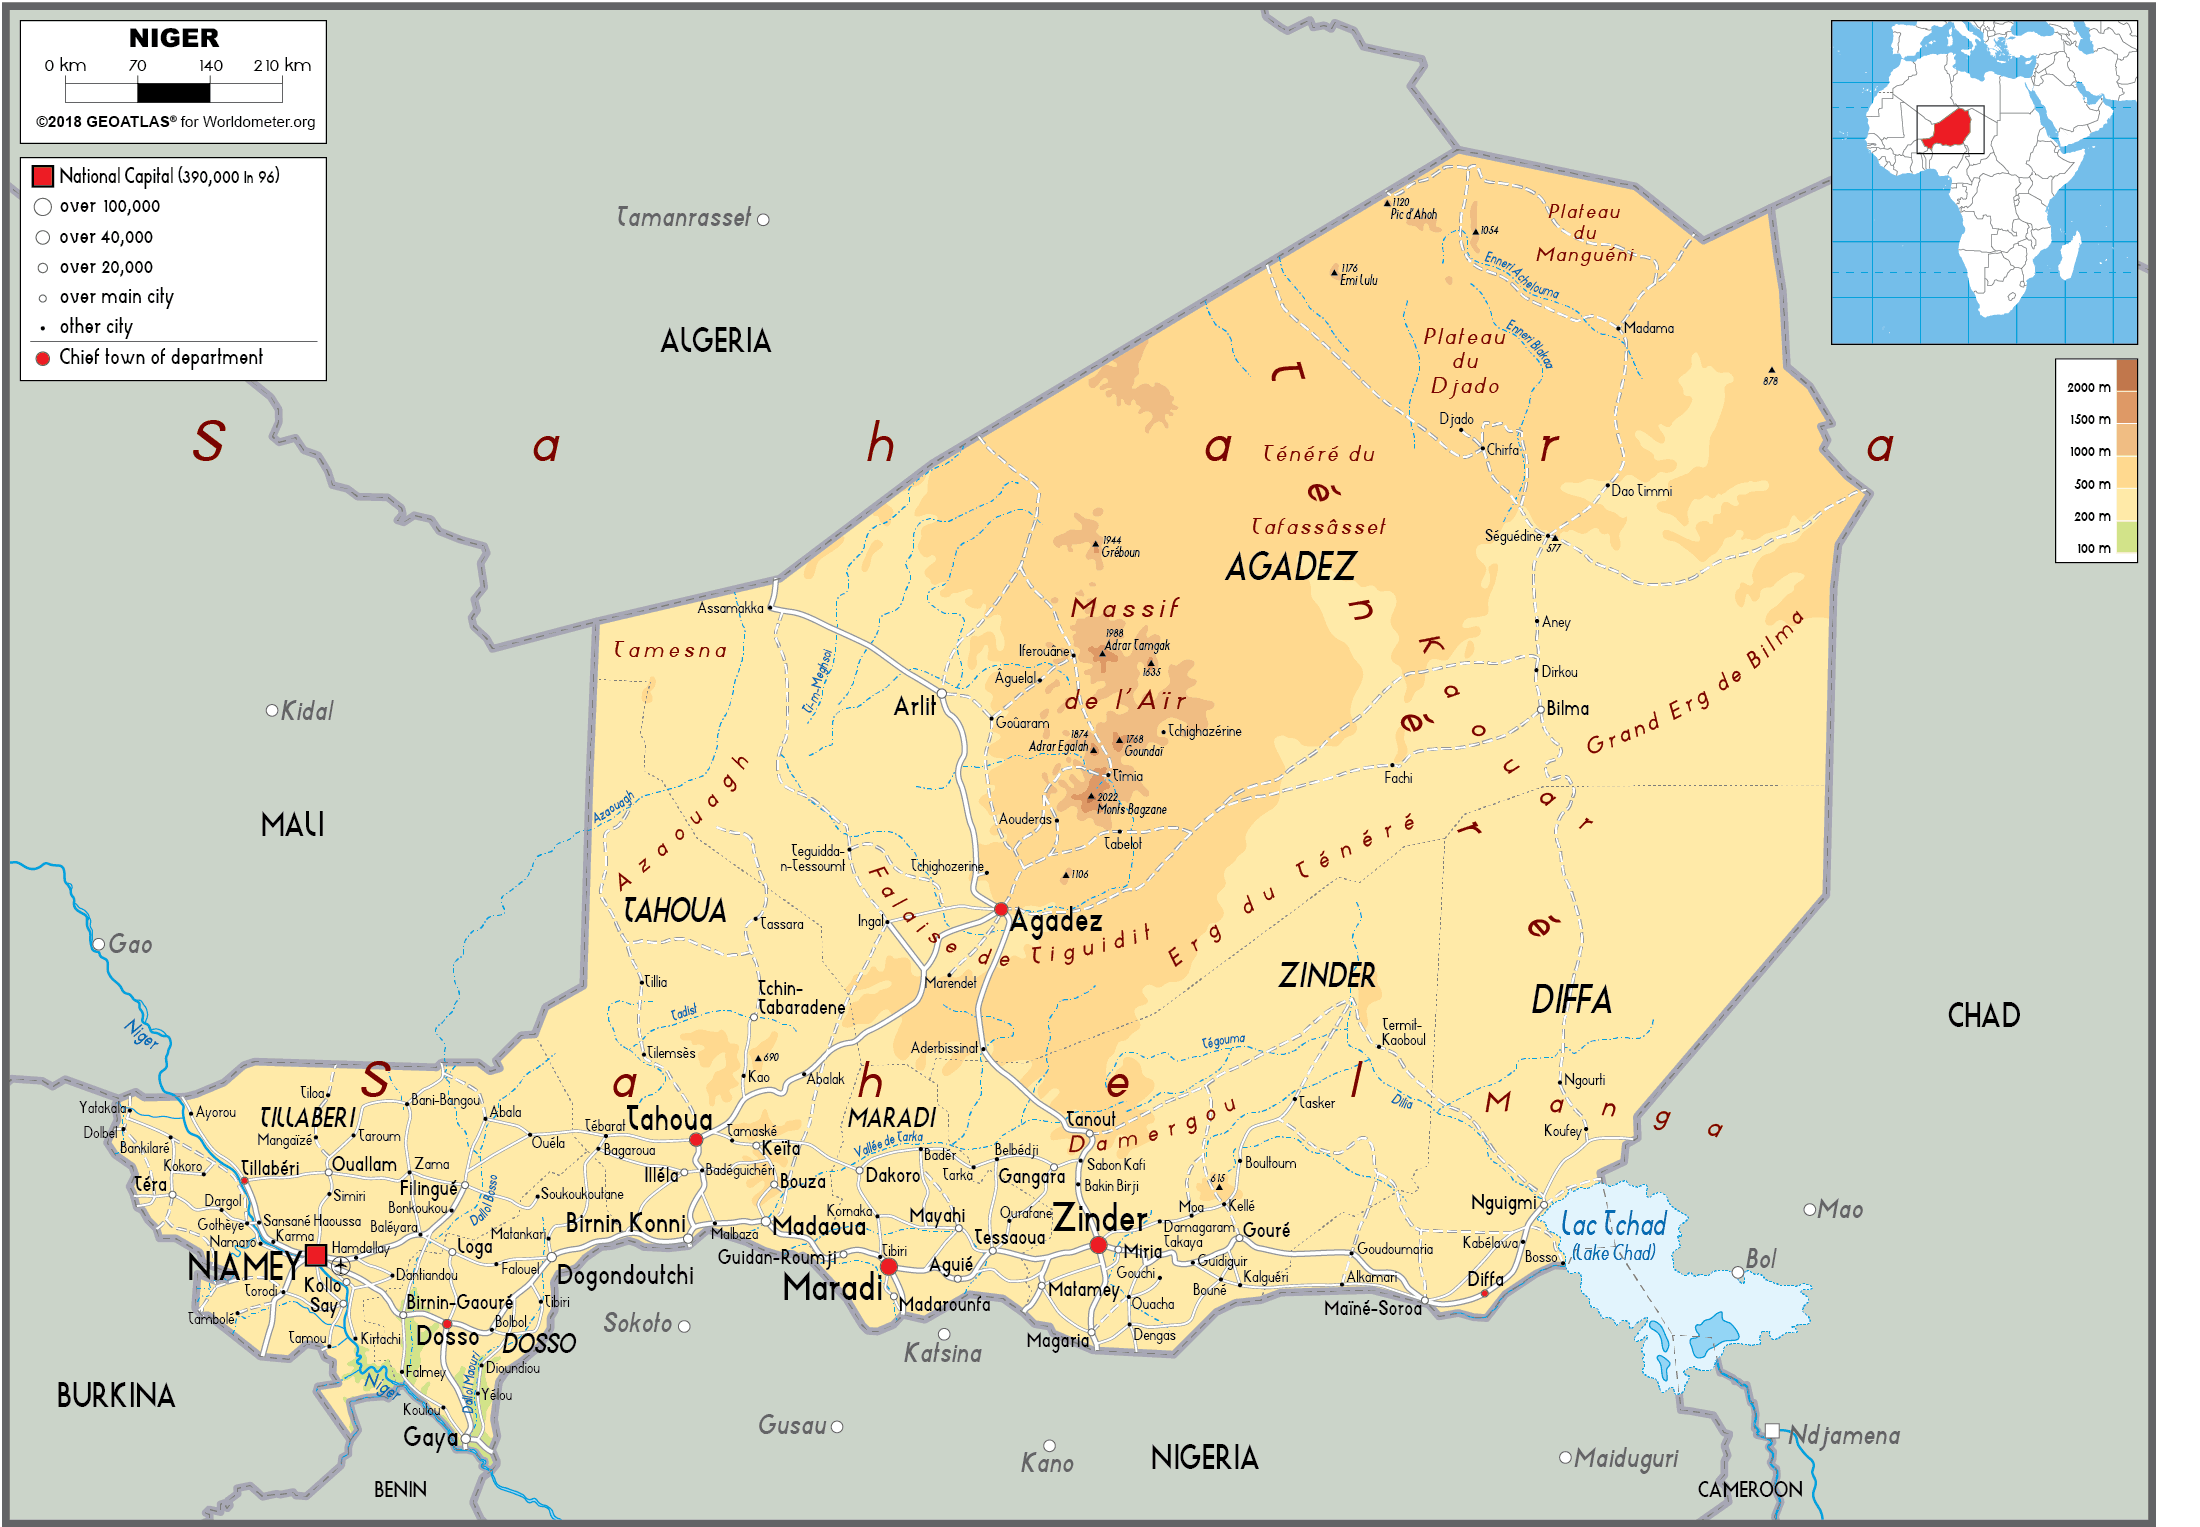 NIGER
0 km 70 140 210 km
©2018 GEOATLAS® for Worldometer.org
National Capital (390,000 In 96)
over 100,000
over 40,000
over 20,000
over main city
other city
Chief town of department
2000 m
1500 m
1000 m
500 m
200 m
100 m
Sahara
Sahel
Ténéré
ALGERIA
MALI
BURKINA
BENIN
NIGERIA
CAMEROON
CHAD
Tamanrasset
Kidal
Gao
Sokoto
Gusau
Katsina
Kano
Maiduguri
Ndjamena
Bol
Mao
1120
Pic d'Ahoh
1054
1176
Emi Lulu
Plateau
du
Manguéni
Enneri Achelouma
Enneri Blakaa
Madama
878
Plateau
du
Djado
Djado
Chirfa
Dao Timmi
Séguédine
577
Ténéré du
Tafassâsset
AGADEZ
1944
Gréboun
Massif
de l'Aïr
1988
Adrar Tamgak
1635
Iferouâne
Âguelal
Goûaram
Tchighazérine
1874
Adrar Egalah
1768
Goundaï
Tîmia
2022
Monts Bagzane
Aouderas
Tabelot
1106
Assamakka
Tamesna
Ti-m-Meghsoi
Arlit
Aney
Dirkou
Bilma
Fachi
Kaouar
Grand Erg de Bilma
Erg du Ténéré
Azaouagh
Azaouagh
TAHOUA
Teguidda-
n-Tessoumt
Tchighozerine
Ingal
Agadez
Falaise de Tiguidit
Marendet
Tassara
Tillia
Tchin-
Tabaradene
Tadist
Tilemsès
690
Kao
Abalak
Aderbissinat
ZINDER
DIFFA
Termit-
Kaoboul
Tégouma
Ngourti
Manga
Koufey
Dilia
Tasker
Damergou
Tanout
MARADI
Vallée de Tarka
TILLABERI
Tiloa
Bani-Bangou
Abala
Yatakala
Dolbel
Ayorou
Bankilaré
Mangaïzé
Taroum
Kokoro
Tillabéri
Ouallam
Zama
Ouéla
Tébarat
Tahoua
Bagaroua
Tamaské
Keïta
Badéguichéri
Illéla
Bouza
Dakoro
Badér
Tarka
Belbédji
Gangara
Sabon Kafi
Bakin Birji
Boultoum
615
Téra
Dargol
Simiri
Filingué
Bonkoukou
Dallol Bosso
Soukoukoutane
Golhèye
Sansané Haoussa
Karma
Namaro
Baléyara
Matankari
Birnin Konni
Malbaza
Madaoua
Kornaka
Mayahi
Ourafane
Zinder
Moa
Kellé
Damagaram
Takaya
Gouré
Nguigmi
Lac Tchad
(Lake Chad)
Kabélawa
Bosso
NIAMEY
Hamdallay
Loga
Guidan-Roumji
Tibiri
Tessaoua
Miria
Guidiguir
Goudoumaria
Kollo
Say
Torodi
Dantiandou
Falouel
Dogondoutchi
Maradi
Aguié
Matamey
Gouchi
Kalguéri
Bouné
Alkamari
Diffa
Maïné-Soroa
Tambolé
Birnin-Gaouré
Tibiri
Madarounfa
Ouacha
Tamou
Kirtachi
Dosso
Bolbol
DOSSO
Magaria
Dengas
Falmey
Dioundiou
Yélou
Dallol Maouri
Koulou
Gaya
Niger
Niger